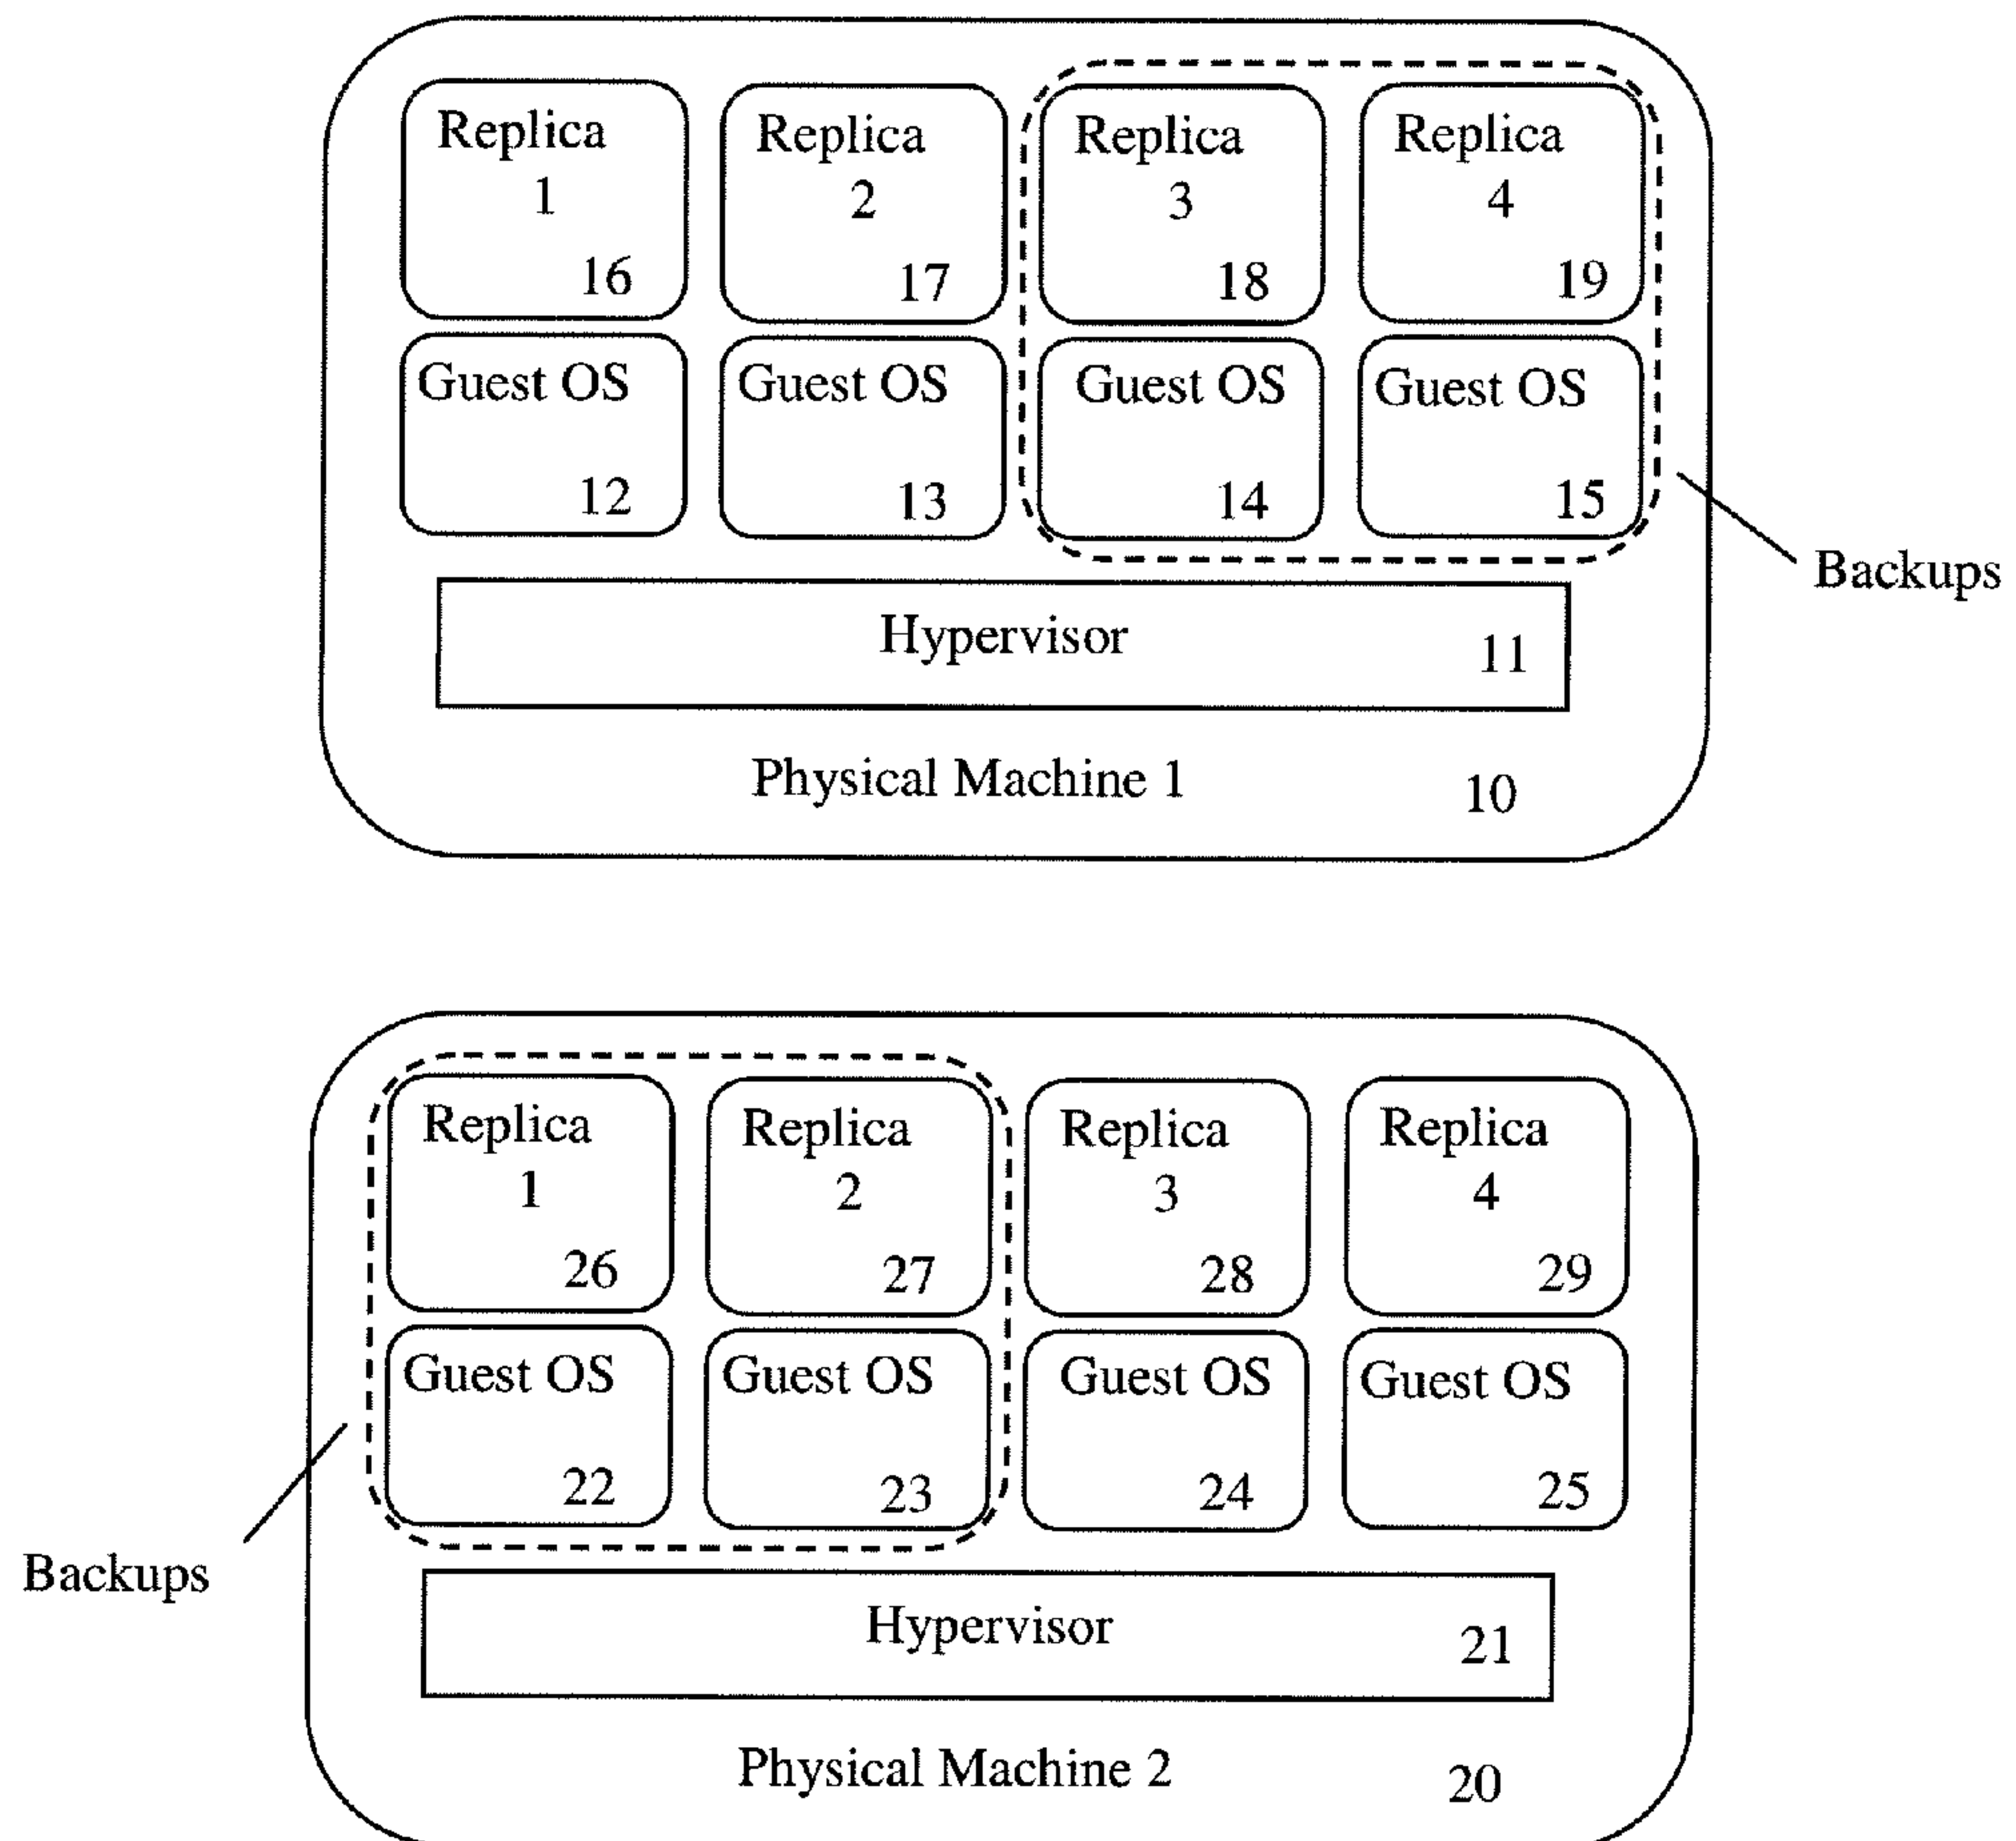 Replica
1
16
Replica
2
17
Replica
3
18
Replica
4
19
Guest OS
12
Guest OS
13
Guest OS
14
Guest OS
15
Backups
Hypervisor
11
Physical Machine 1
10
Replica
1
26
Replica
2
27
Replica
3
28
Replica
4
29
Guest OS
22
Guest OS
23
Guest OS
24
Guest OS
25
Backups
Hypervisor
21
Physical Machine 2
20